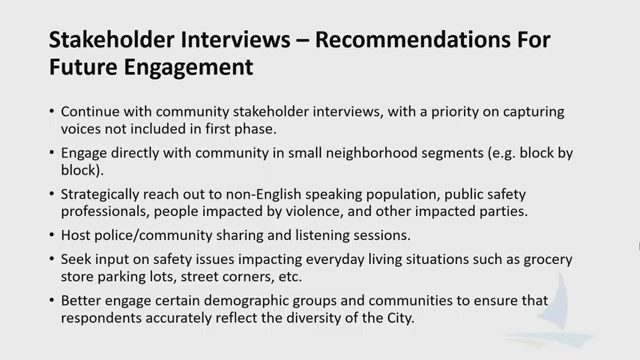 Stakeholder Interviews – Recommendations For
Future Engagement
• Continue with community stakeholder interviews, with a priority on capturing
voices not included in first phase.
• Engage directly with community in small neighborhood segments (e.g. block by
block).
• Strategically reach out to non-English speaking population, public safety
professionals, people impacted by violence, and other impacted parties.
• Host police/community sharing and listening sessions.
• Seek input on safety issues impacting everyday living situations such as grocery
store parking lots, street corners, etc.
• Better engage certain demographic groups and communities to ensure that
respondents accurately reflect the diversity of the City.